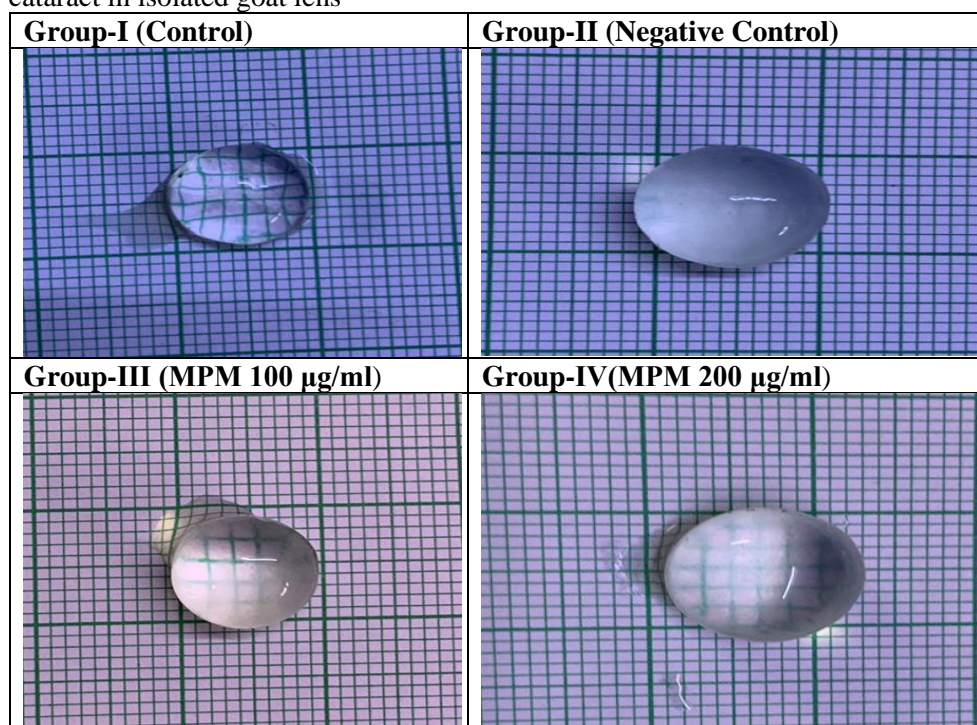 cataract in isolated goat lens
Group-I (Control)
Group-II (Negative Control)
Group-III (MPM 100 µg/ml)
Group-IV(MPM 200 µg/ml)